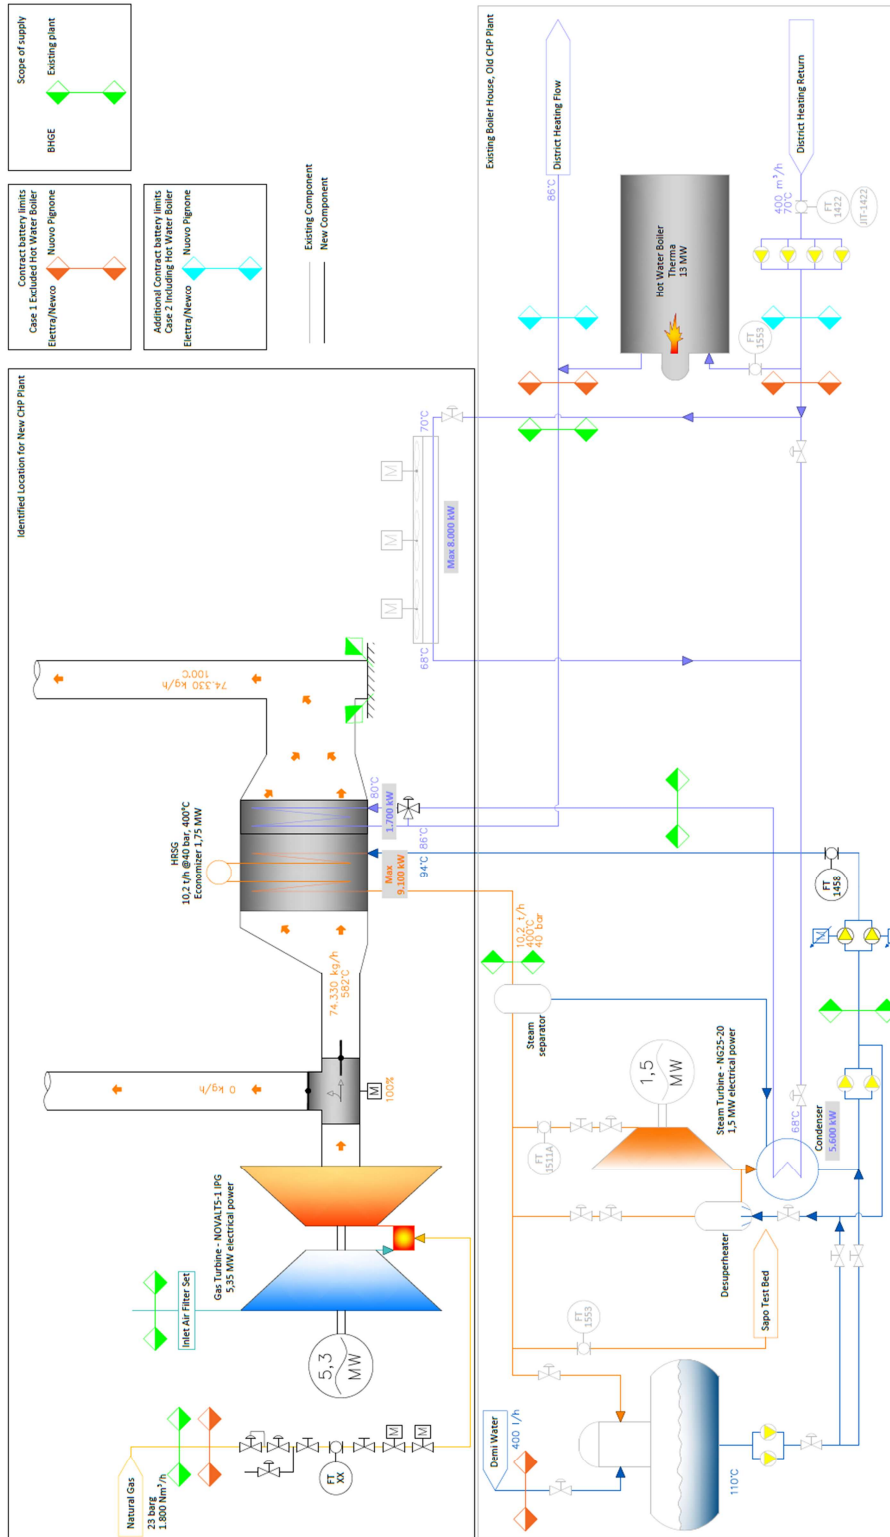 Scope of supply
BHGE
Existing plant
Contract battery limits
Case 1 Excluded Hot Water Boiler
Elettra/Newco
Nuovo Pignone
Additional Contract battery limits
Case 2 Including Hot Water Boiler
Elettra/Newco
Nuovo Pignone
Existing Component
New Component
Identified Location for New CHP Plant
Natural Gas
23 barg
1.800 Nm³/h
FT
XX
M
M
Inlet Air Filter Set
5,3
MW
Gas Turbine - NOVALT5-1 IPG
5,35 MW electrical power
0 kg/h
M
100%
74.330 kg/h
582°C
HRSG
10,2 t/h @40 bar, 400°C
Economizer 1,75 MW
Max
9.100 kW
1.700 kW
80°C
86°C
94°C
74.330 kg/h
100°C
68°C
70°C
M
M
M
Max 8.000 kW
Existing Boiler House, Old CHP Plant
District Heating Flow
86°C
District Heating Return
400 m³/h
70°C
FT
1422
JIT-1422
Hot Water Boiler
Therma
13 MW
FT
1553
10,2 t/h
400°C
40 bar
Steam
separator
1,5
MW
Steam Turbine - NG25-20
1,5 MW electrical power
FT
1511A
68°C
Condenser
5.600 kW
Desuperheater
Sapo Test Bed
FT
1553
Demi Water
400 l/h
110°C
FT
1458
M